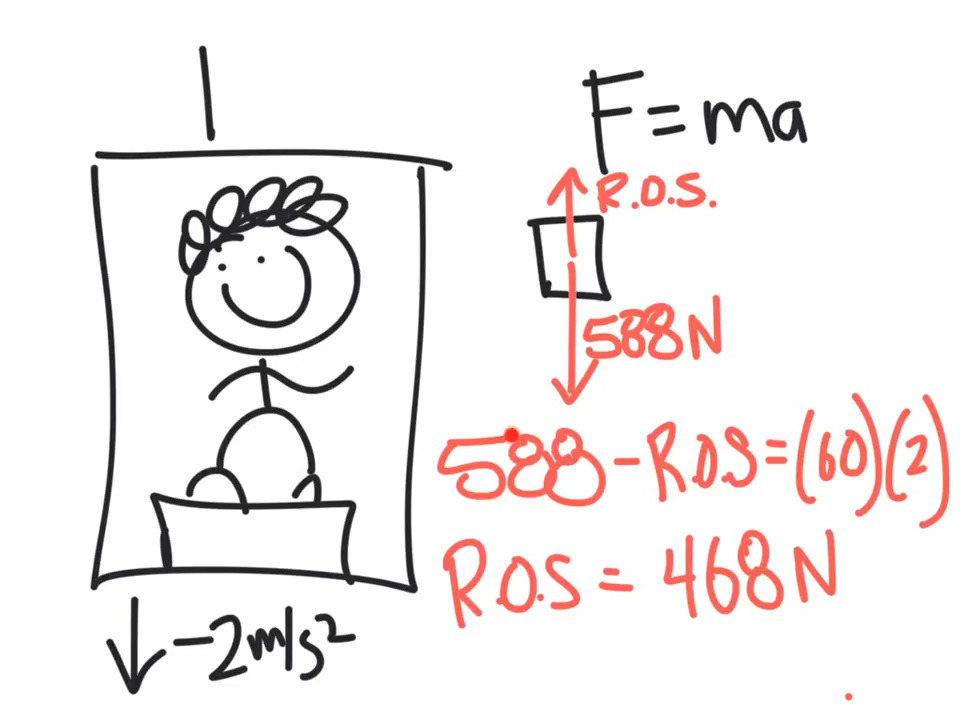 F = ma
R.O.S.
588N
588 - R.O.S = (60)(2)
R.O.S = 468N
-2m/s²